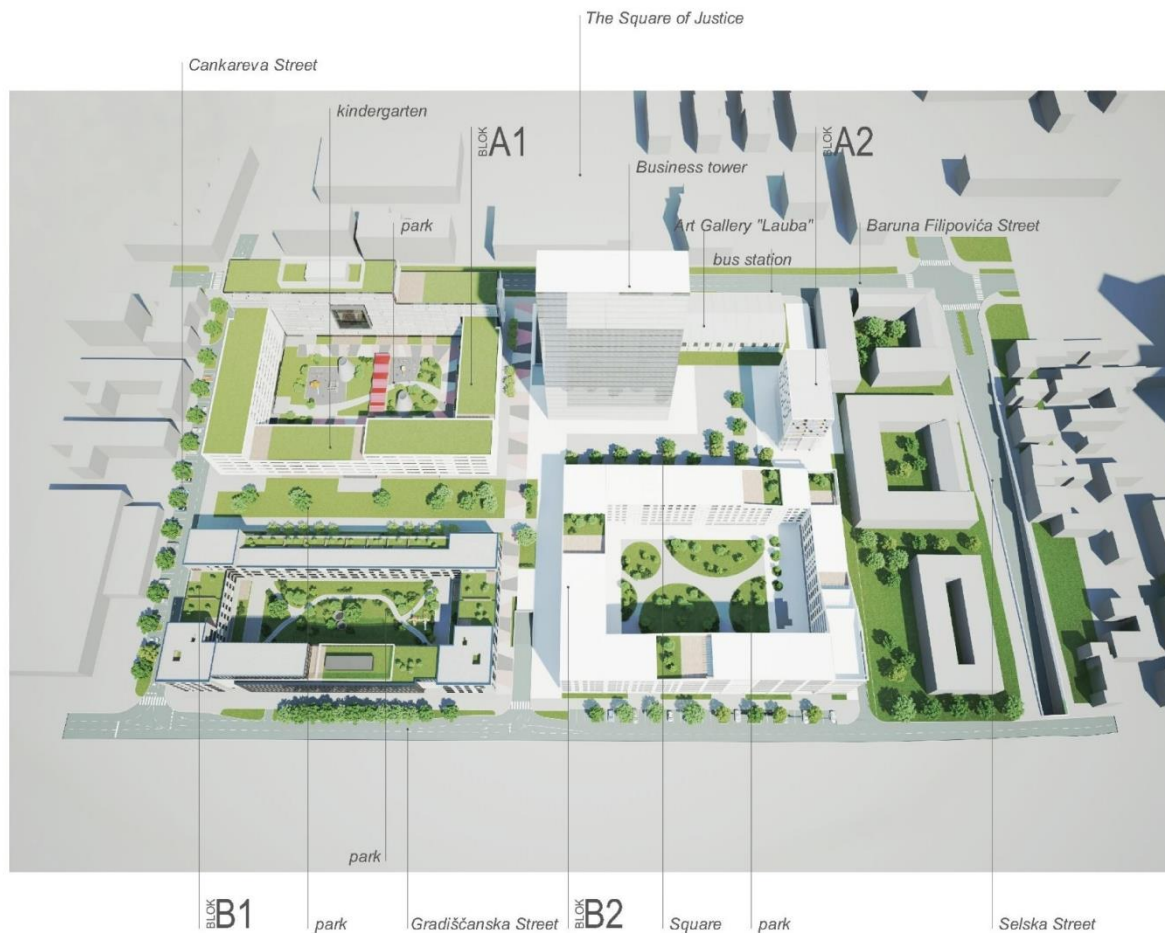 The Square of Justice
Cankareva Street
kindergarten
BLOK A1
BLOK A2
Business tower
park
Art Gallery "Lauba"
Baruna Filipovića Street
bus station
park
BLOK B1
park
Gradiščanska Street
BLOK B2
Square
park
Selska Street